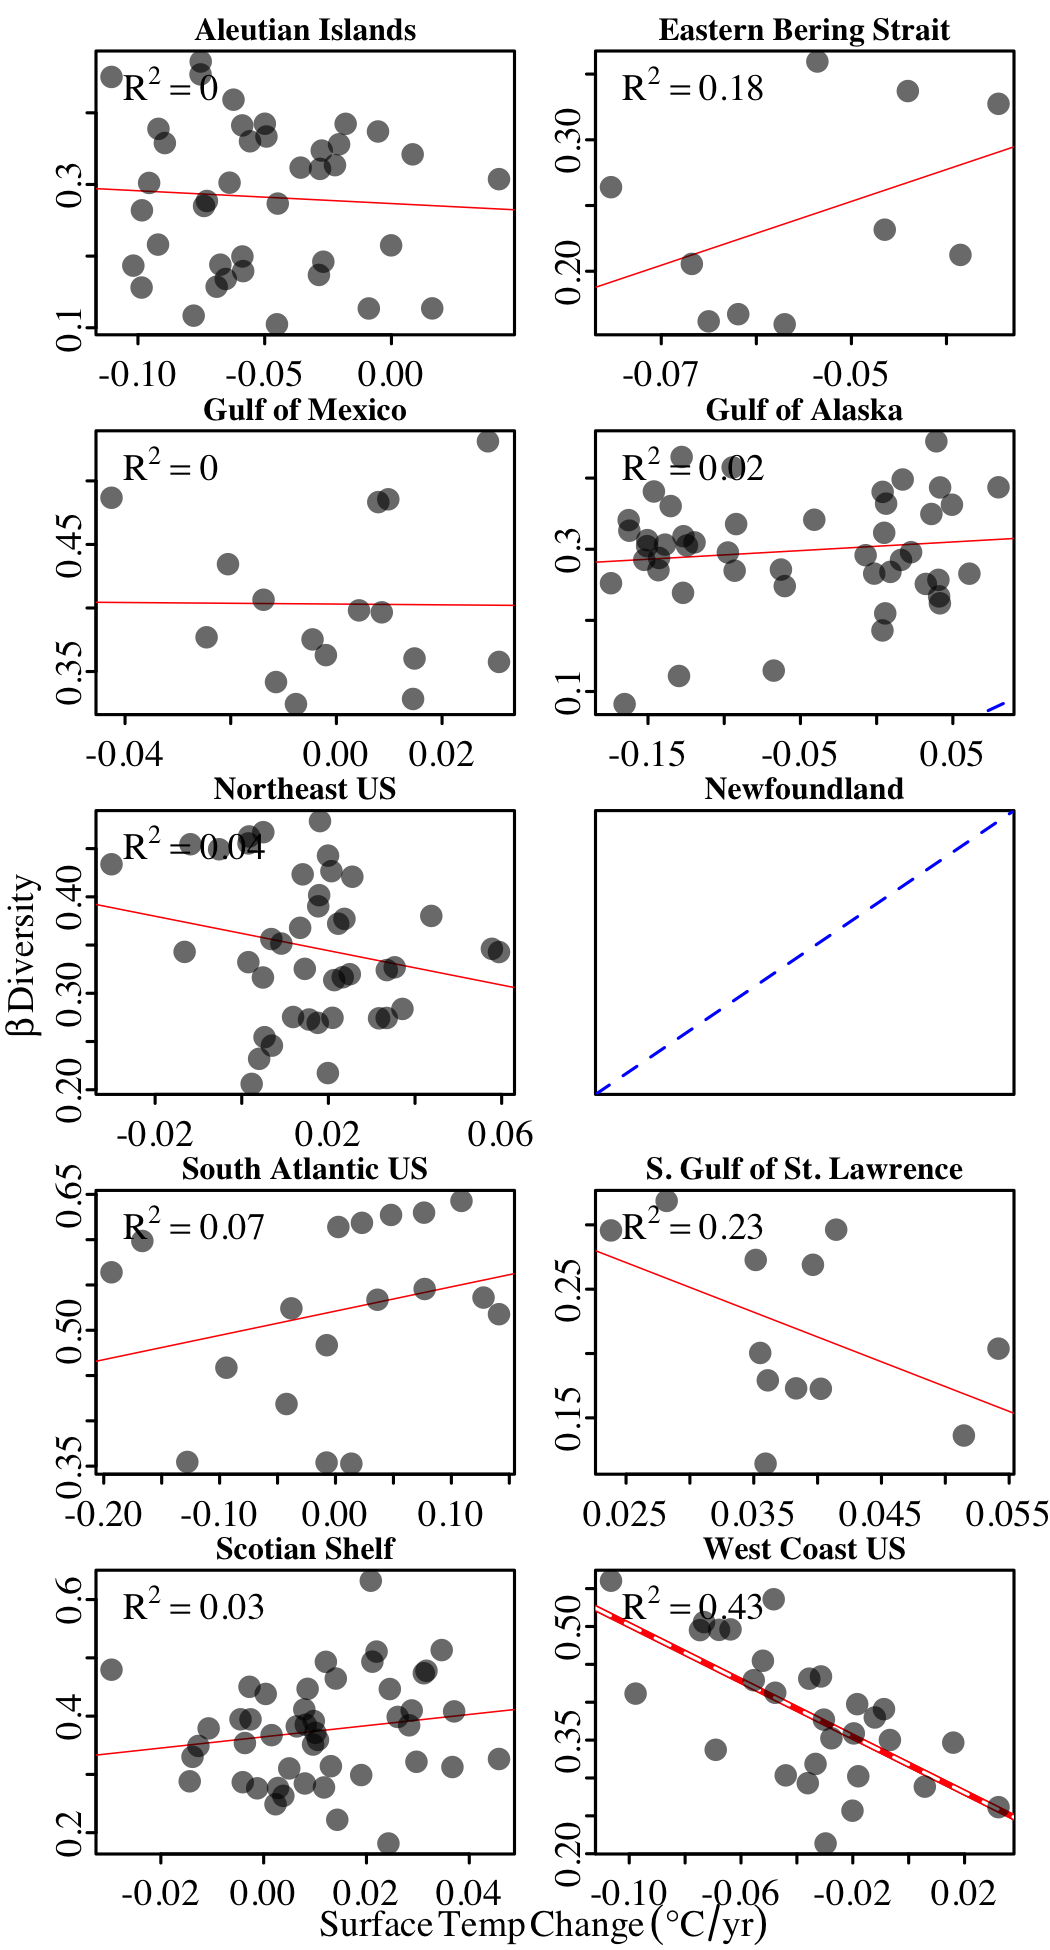 Aleutian Islands
R² = 0
0.3
0.1
-0.10 -0.05 0.00
Eastern Bering Strait
R² = 0.18
0.30
0.20
-0.07 -0.05
Gulf of Mexico
R² = 0
0.45
0.35
-0.04 0.00 0.02
Gulf of Alaska
R² = 0.02
0.3
0.1
-0.15 -0.05 0.05
Northeast US
R² = 0.04
0.40
0.30
0.20
-0.02 0.02 0.06
Newfoundland
β Diversity
South Atlantic US
R² = 0.07
0.65
0.50
0.35
-0.20 -0.10 0.00 0.10
S. Gulf of St. Lawrence
R² = 0.23
0.25
0.15
0.025 0.035 0.045 0.055
Scotian Shelf
R² = 0.03
0.6
0.4
0.2
-0.02 0.00 0.02 0.04
West Coast US
R² = 0.43
0.50
0.35
0.20
-0.10 -0.06 -0.02 0.02
Surface Temp Change (°C/yr)